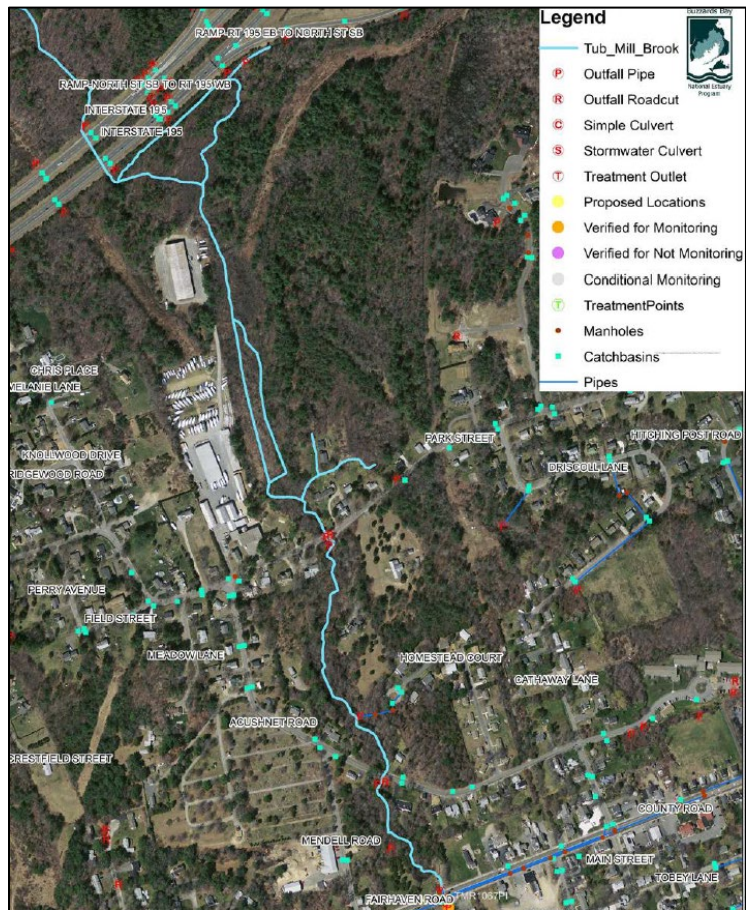 Legend
Buzzards Bay
National Estuary
Program
Tub_Mill_Brook
P Outfall Pipe
R Outfall Roadcut
C Simple Culvert
S Stormwater Culvert
T Treatment Outlet
Proposed Locations
Verified for Monitoring
Verified for Not Monitoring
Conditional Monitoring
T TreatmentPoints
Manholes
Catchbasins
Pipes
RAMP-RT 195 EB TO NORTH ST SB
RAMP-NORTH ST SB TO RT 195 WB
INTERSTATE 195
INTERSTATE 195
CHRIS PLACE
MELANIE LANE
KNOLLWOOD DRIVE
RIDGEWOOD ROAD
PARK STREET
HITCHING POST ROAD
DRISCOLL LANE
PERRY AVENUE
FIELD STREET
MEADOW LANE
HOMESTEAD COURT
CATHAWAY LANE
ACUSHNET ROAD
CRESTFIELD STREET
MENDELL ROAD
COUNTY ROAD
MAIN STREET
TOBEY LANE
FAIRHAVEN ROAD